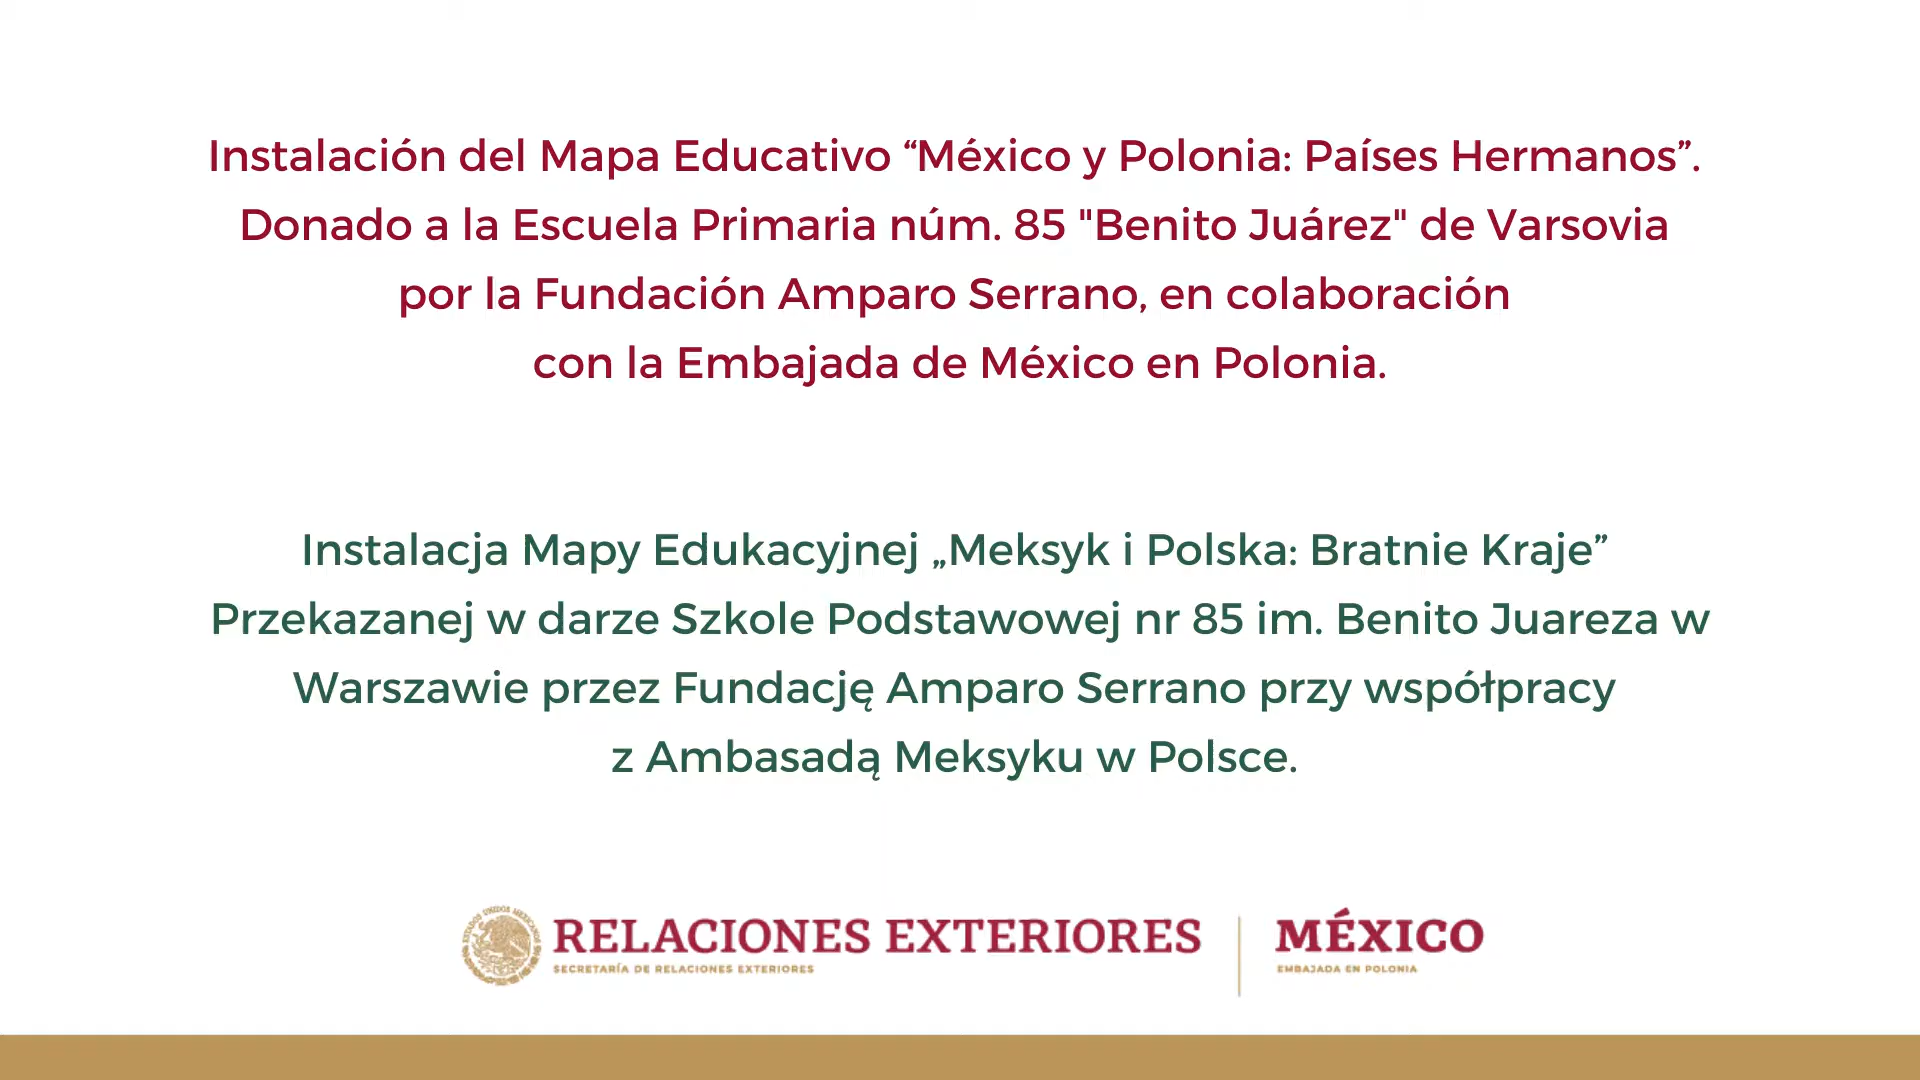 Instalación del Mapa Educativo “México y Polonia: Países Hermanos”.
Donado a la Escuela Primaria núm. 85 "Benito Juárez" de Varsovia
por la Fundación Amparo Serrano, en colaboración
con la Embajada de México en Polonia.
Instalacja Mapy Edukacyjnej „Meksyk i Polska: Bratnie Kraje”
Przekazanej w darze Szkole Podstawowej nr 85 im. Benito Juareza w
Warszawie przez Fundację Amparo Serrano przy współpracy
z Ambasadą Meksyku w Polsce.
ESTADOS UNIDOS MEXICANOS
RELACIONES EXTERIORES
SECRETARÍA DE RELACIONES EXTERIORES
MÉXICO
EMBAJADA EN POLONIA